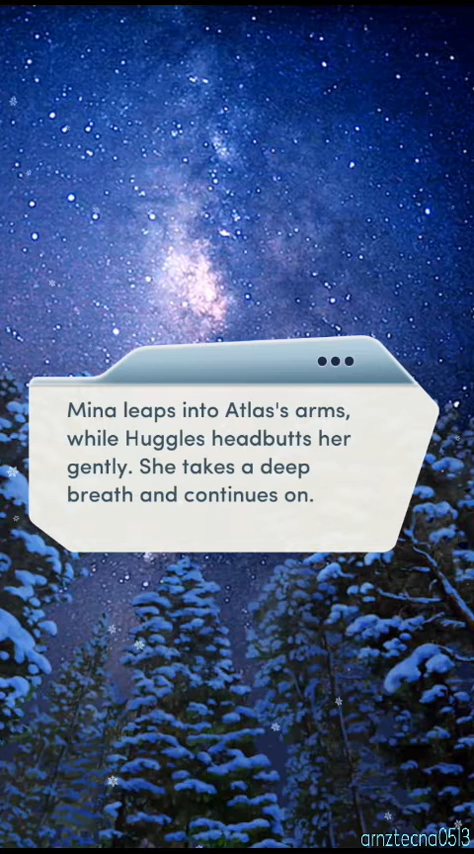 Mina leaps into Atlas's arms,
while Huggles headbutts her
gently. She takes a deep
breath and continues on.
arnztecna0513